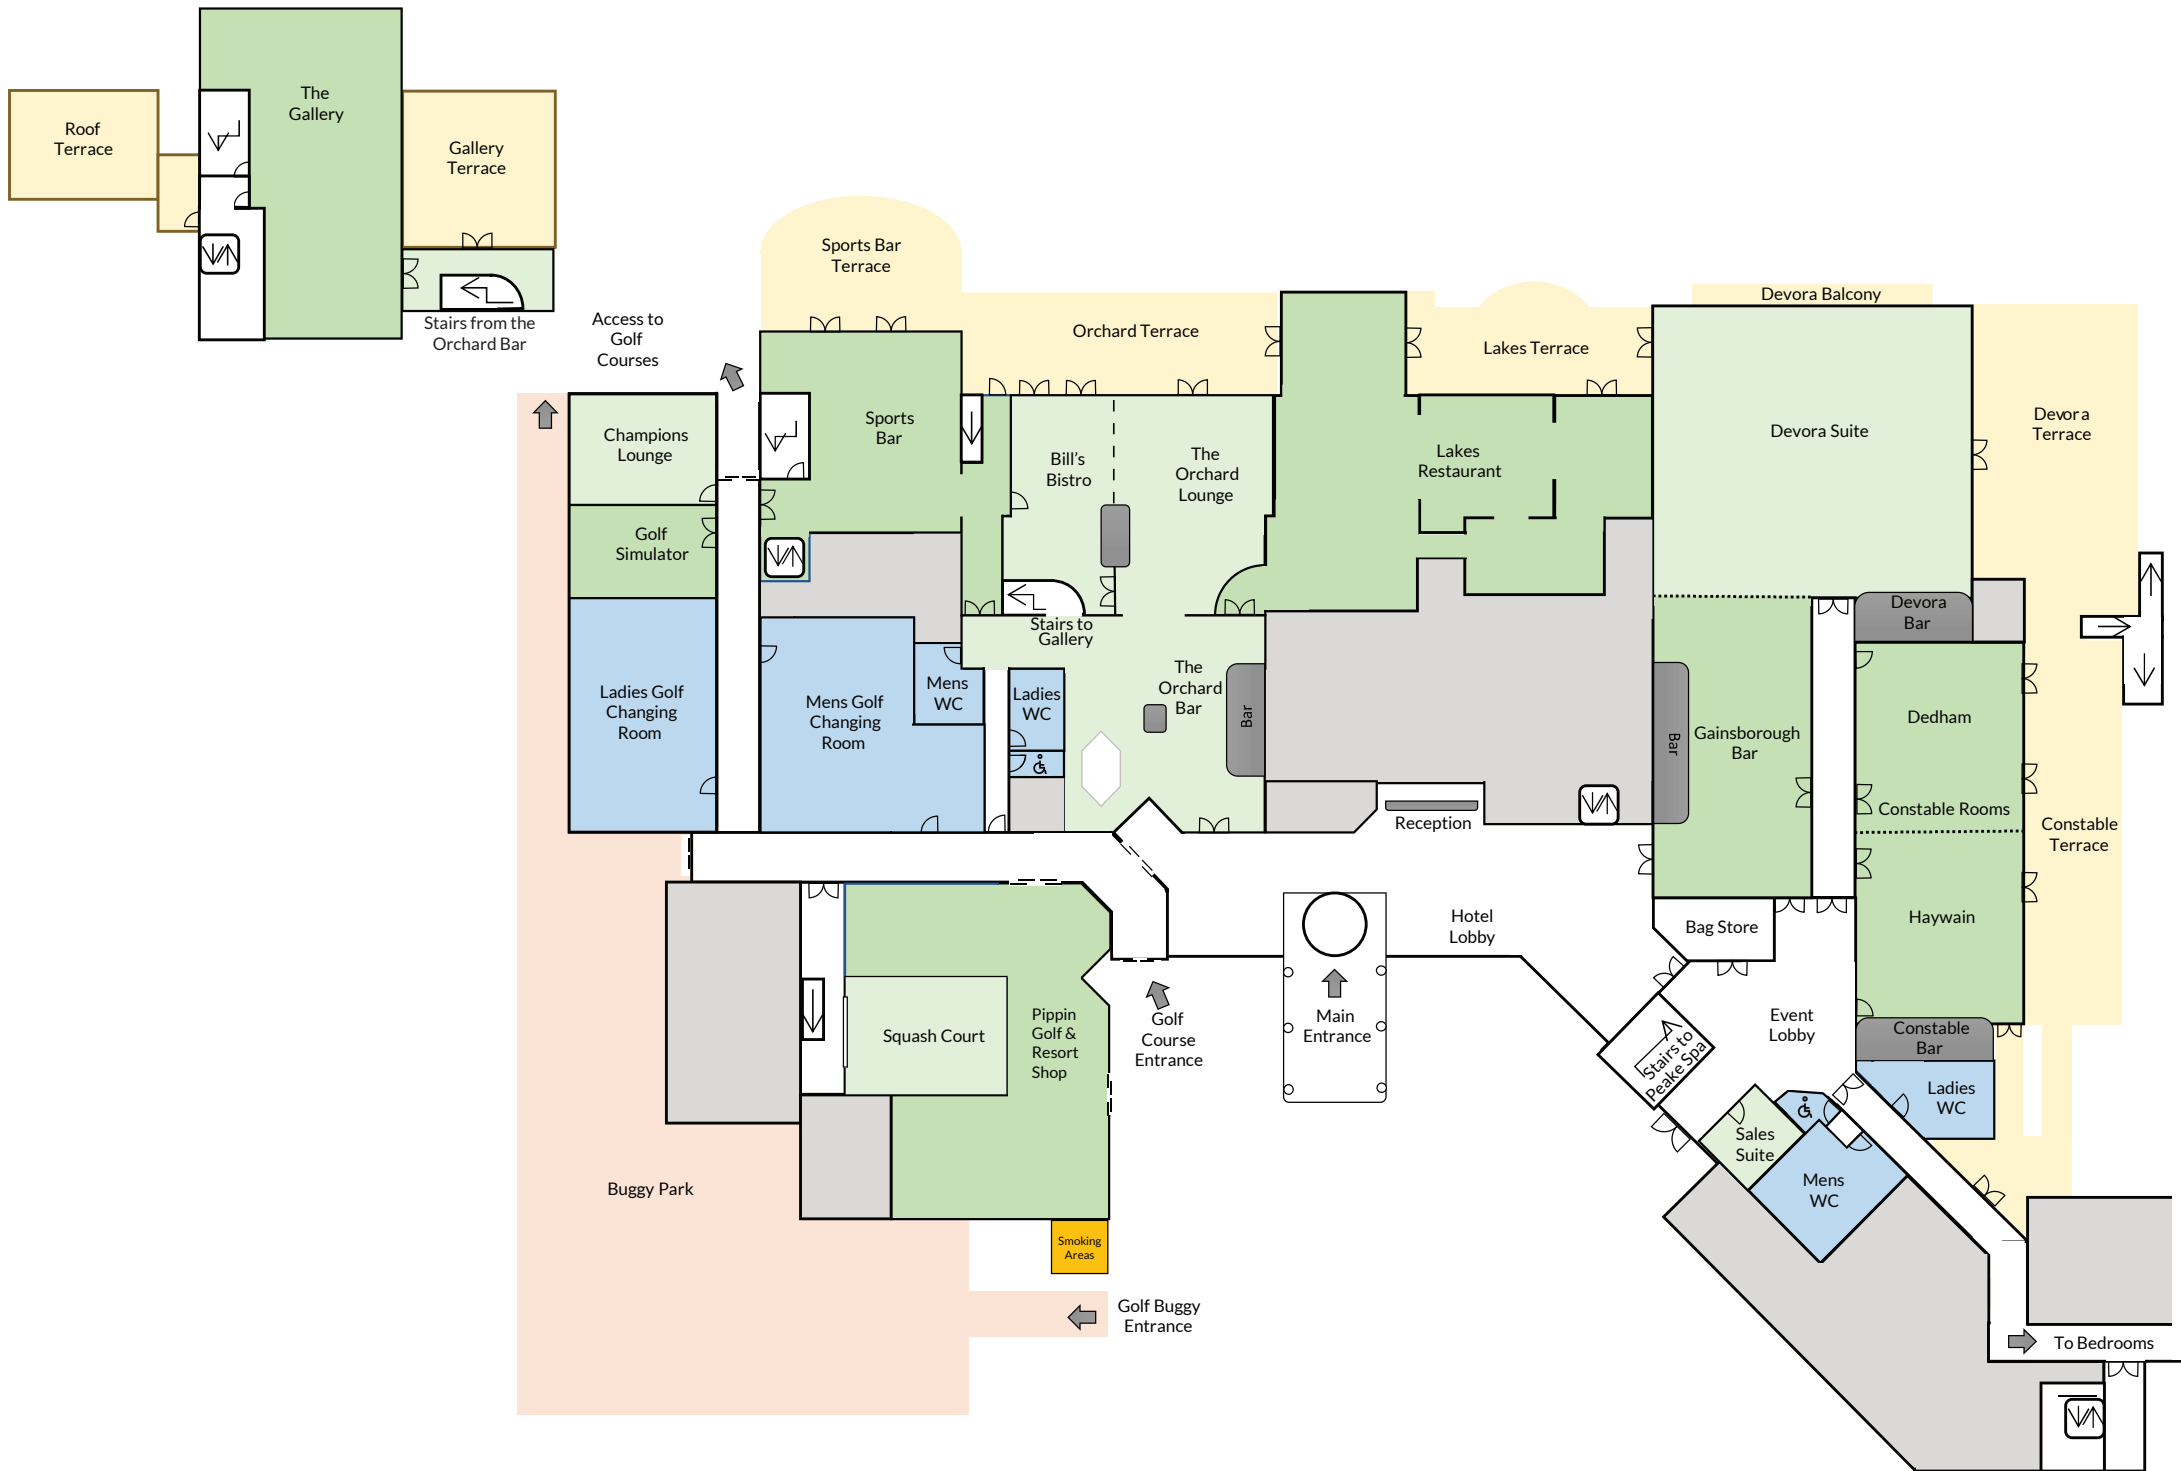 The
Gallery
Roof
Terrace
Gallery
Terrace
Stairs from the
Orchard Bar
Access to
Golf
Courses
Sports Bar
Terrace
Orchard Terrace
Lakes Terrace
Devora Balcony
Devora
Terrace
Champions
Lounge
Sports
Bar
Bill's
Bistro
The
Orchard
Lounge
Lakes
Restaurant
Devora Suite
Golf
Simulator
Stairs to
Gallery
Devora
Bar
Ladies Golf
Changing
Room
Mens Golf
Changing
Room
Mens
WC
Ladies
WC
The
Orchard
Bar
Bar
Bar
Gainsborough
Bar
Dedham
Constable Rooms
Constable
Terrace
Reception
Haywain
Hotel
Lobby
Bag Store
Main
Entrance
Golf
Course
Entrance
Squash Court
Pippin
Golf &
Resort
Shop
Event
Lobby
Constable
Bar
Stairs to
Peake Spa
Ladies
WC
Sales
Suite
Mens
WC
Buggy Park
Smoking
Areas
Golf Buggy
Entrance
To Bedrooms